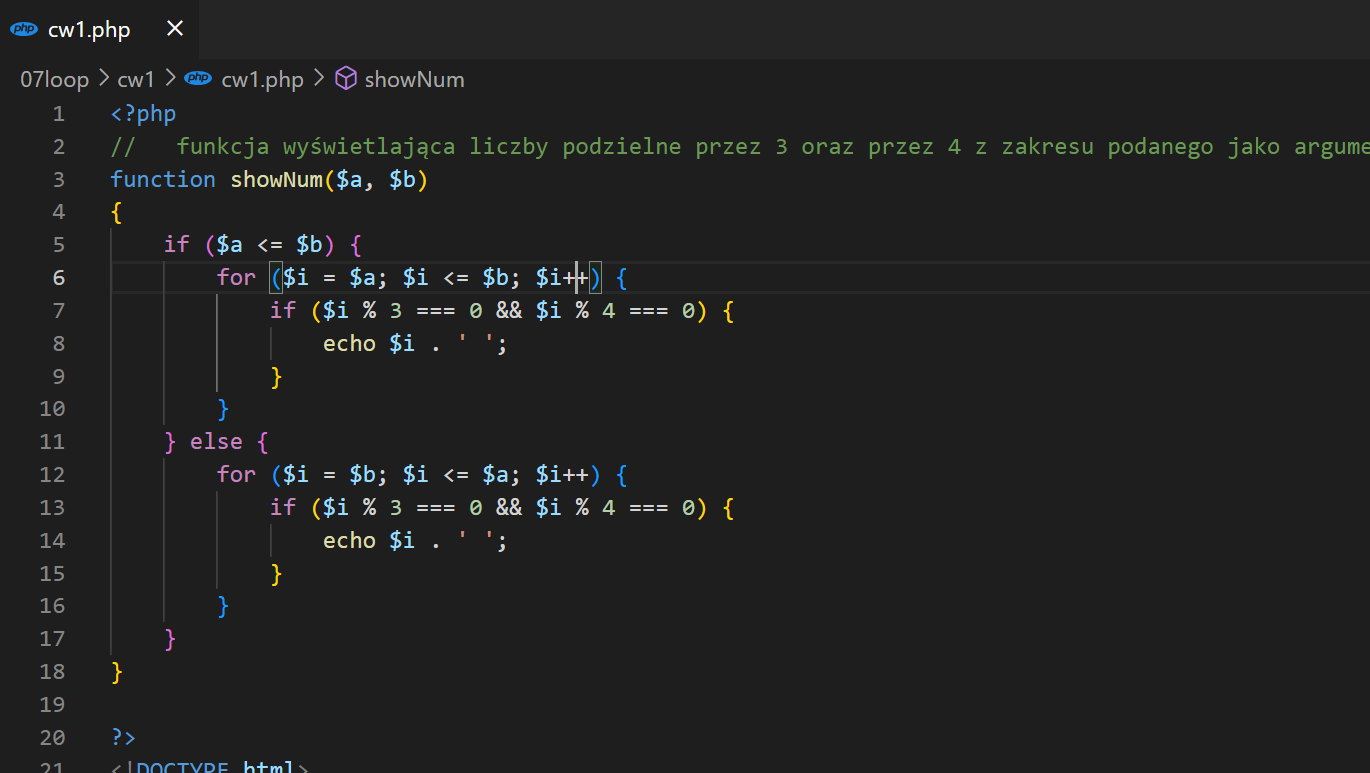 php cw1.php ×
07loop > cw1 > php cw1.php > showNum
1 <?php
2 //   funkcja wyświetlająca liczby podzielne przez 3 oraz przez 4 z zakresu podanego jako argume
3 function showNum($a, $b)
4 {
5     if ($a <= $b) {
6         for ($i = $a; $i <= $b; $i++) {
7             if ($i % 3 === 0 && $i % 4 === 0) {
8                 echo $i . ' ';
9             }
10         }
11     } else {
12         for ($i = $b; $i <= $a; $i++) {
13             if ($i % 3 === 0 && $i % 4 === 0) {
14                 echo $i . ' ';
15             }
16         }
17     }
18 }
19
20 ?>
21 <!DOCTYPE html>